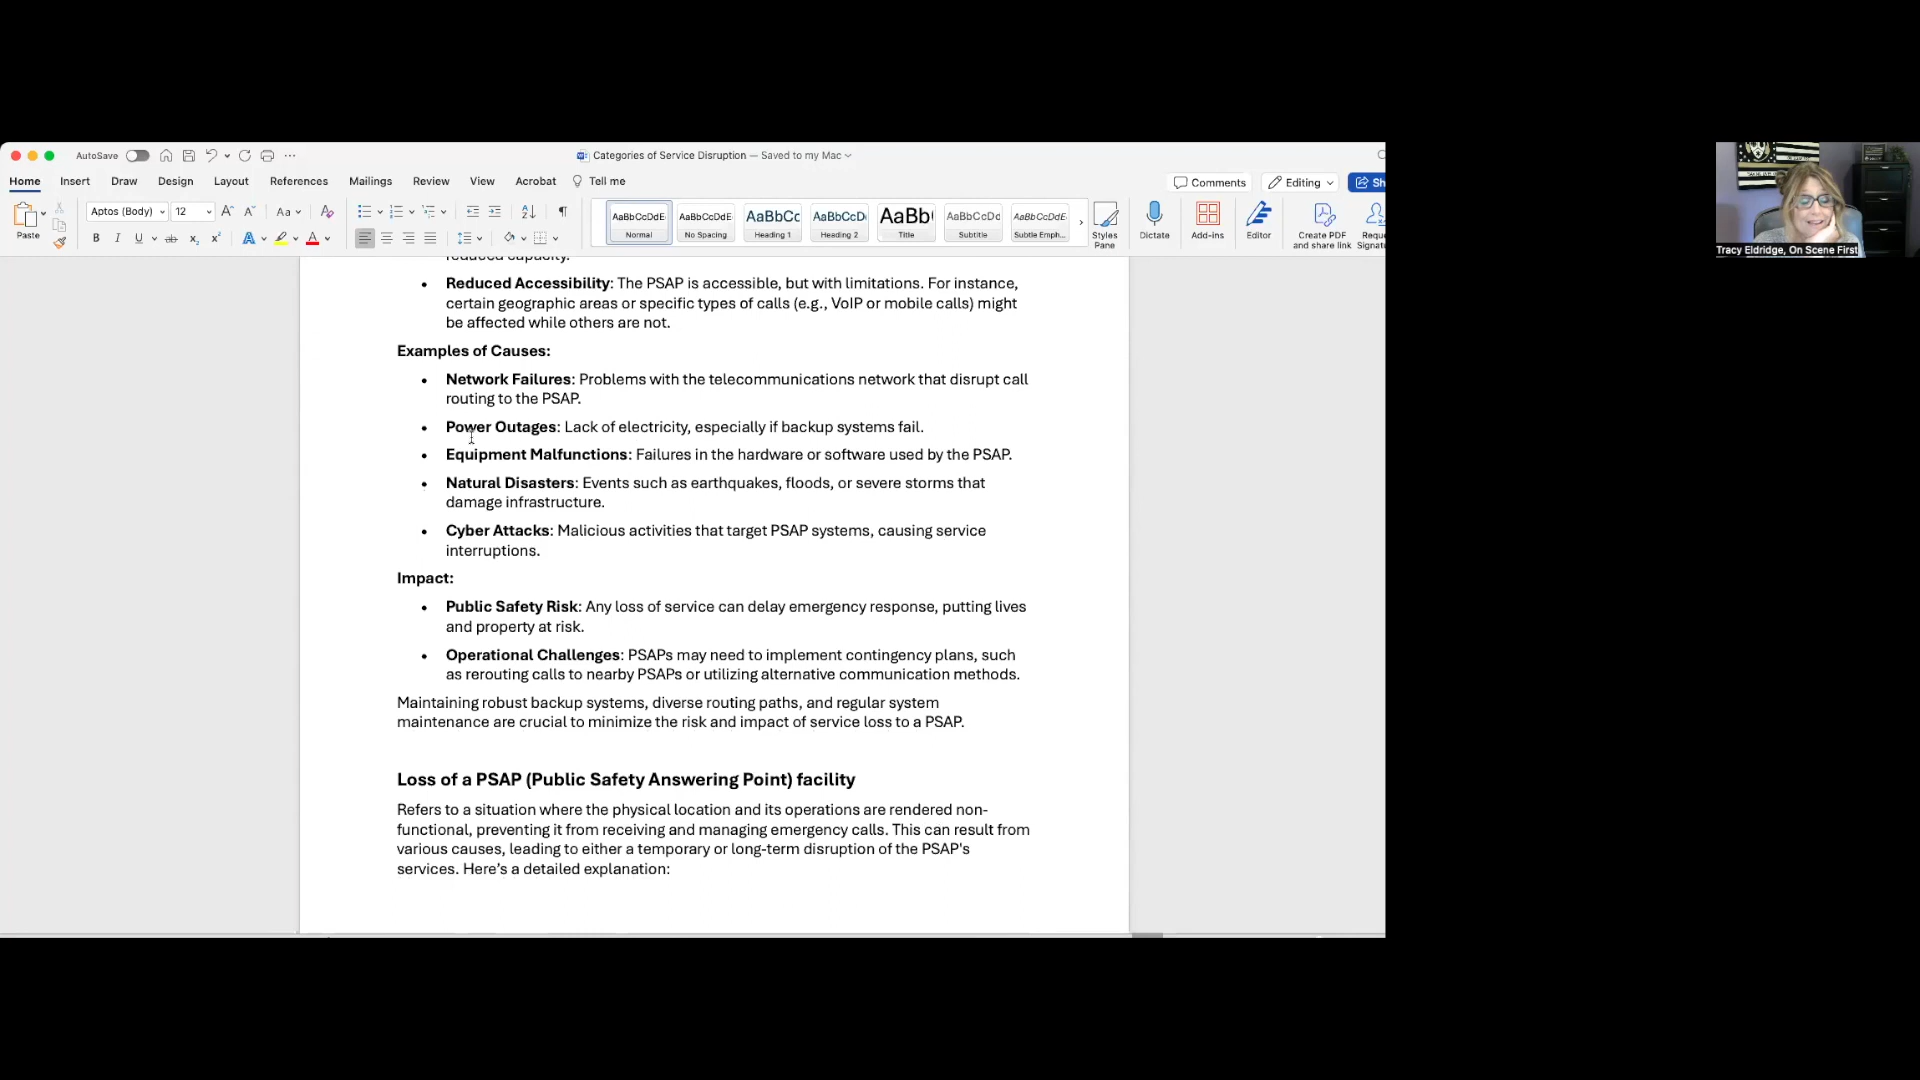 AutoSave
Categories of Service Disruption — Saved to my Mac
Home Insert Draw Design Layout References Mailings Review View Acrobat Tell me
Comments Editing Sh
Paste
Aptos (Body) 12
AaBbCcDdE Normal
AaBbCcDdE No Spacing
AaBbCc Heading 1
AaBbCcD Heading 2
AaBb Title
AaBbCcDd Subtitle
AaBbCcDdE Subtle Emph...
Styles Pane
Dictate
Add-ins
Editor
Create PDF and share link
Reque Signatu
reduced capacity.
• Reduced Accessibility: The PSAP is accessible, but with limitations. For instance,
certain geographic areas or specific types of calls (e.g., VoIP or mobile calls) might
be affected while others are not.
Examples of Causes:
• Network Failures: Problems with the telecommunications network that disrupt call
routing to the PSAP.
• Power Outages: Lack of electricity, especially if backup systems fail.
• Equipment Malfunctions: Failures in the hardware or software used by the PSAP.
• Natural Disasters: Events such as earthquakes, floods, or severe storms that
damage infrastructure.
• Cyber Attacks: Malicious activities that target PSAP systems, causing service
interruptions.
Impact:
• Public Safety Risk: Any loss of service can delay emergency response, putting lives
and property at risk.
• Operational Challenges: PSAPs may need to implement contingency plans, such
as rerouting calls to nearby PSAPs or utilizing alternative communication methods.
Maintaining robust backup systems, diverse routing paths, and regular system
maintenance are crucial to minimize the risk and impact of service loss to a PSAP.
Loss of a PSAP (Public Safety Answering Point) facility
Refers to a situation where the physical location and its operations are rendered non-
functional, preventing it from receiving and managing emergency calls. This can result from
various causes, leading to either a temporary or long-term disruption of the PSAP's
services. Here's a detailed explanation:
Tracy Eldridge, On Scene First